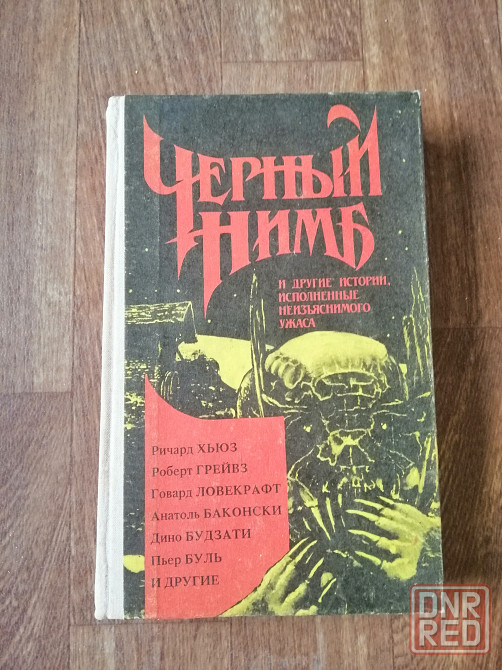 ЧЕРНЫЙ
НИМБ
И ДРУГИЕ ИСТОРИИ,
ИСПОЛНЕННЫЕ
НЕИЗЪЯСНИМОГО
УЖАСА
Ричард ХЬЮЗ
Роберт ГРЕЙВЗ
Говард ЛОВЕКРАФТ
Анатоль БАКОНСКИ
Дино БУДЗАТИ
Пьер БУЛЬ
И ДРУГИЕ
DNR
RED